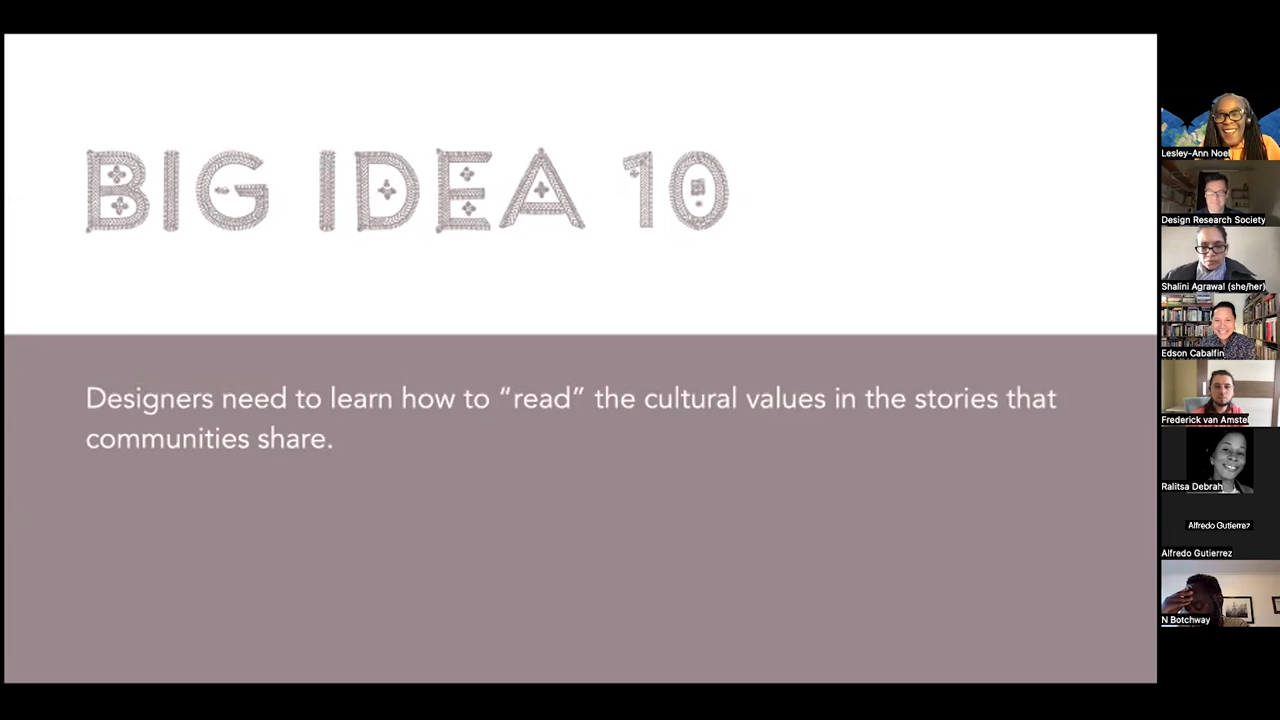 BIG IDEA 10
Designers need to learn how to “read” the cultural values in the stories that
communities share.
Lesley-Ann Noel
Design Research Society
Shalini Agrawal (she/her)
Edson Cabalfin
Frederick van Amstel
Ralitsa Debrah
Alfredo Gutierrez
Alfredo Gutierrez
N Botchway